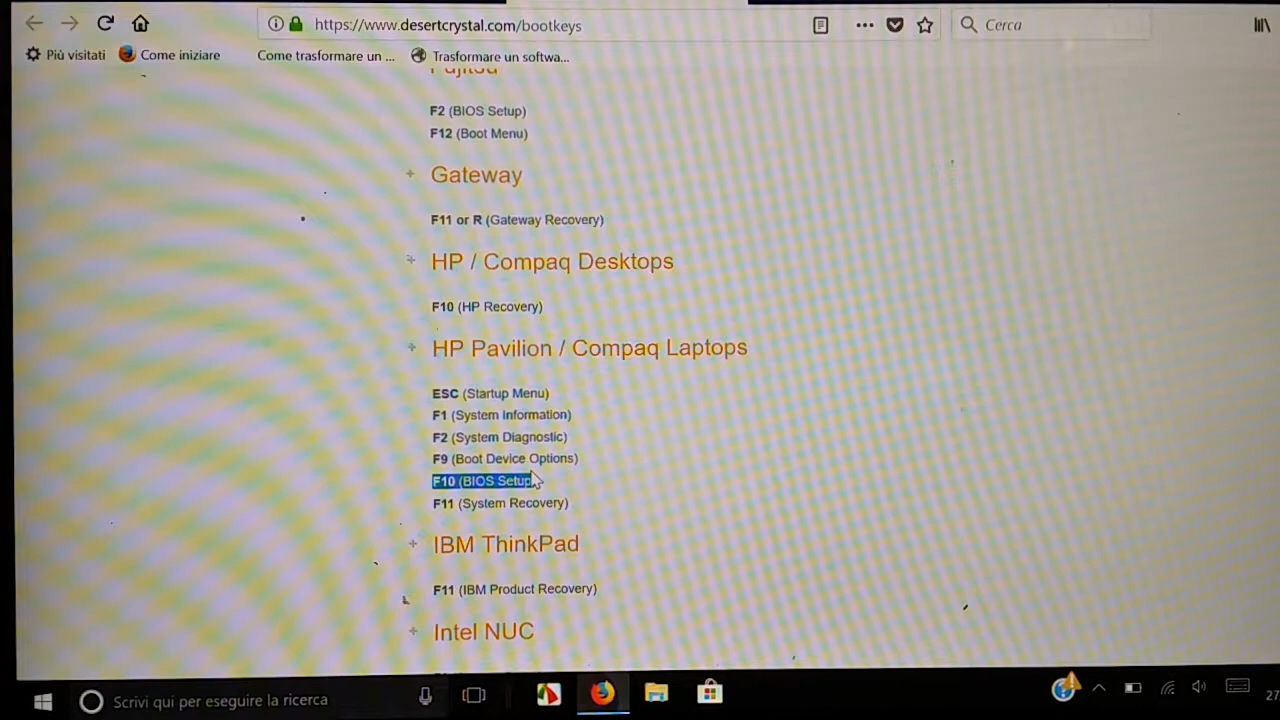 https://www.desertcrystal.com/bootkeys
Cerca
Più visitati
Come iniziare
Come trasformare un ...
Trasformare un softwa...
Fujitsu
F2 (BIOS Setup)
F12 (Boot Menu)
Gateway
F11 or R (Gateway Recovery)
HP / Compaq Desktops
F10 (HP Recovery)
HP Pavilion / Compaq Laptops
ESC (Startup Menu)
F1 (System Information)
F2 (System Diagnostic)
F9 (Boot Device Options)
F10 (BIOS Setup
F11 (System Recovery)
IBM ThinkPad
F11 (IBM Product Recovery)
Intel NUC
Scrivi qui per eseguire la ricerca
27